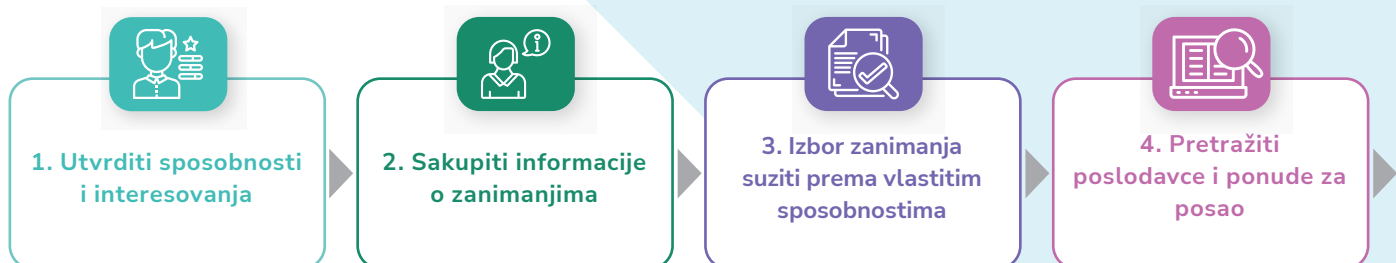 1. Utvrditi sposobnosti
i interesovanja
2. Sakupiti informacije
o zanimanjima
3. Izbor zanimanja
suziti prema vlastitim
sposobnostima
4. Pretražiti
poslodavce i ponude za
posao